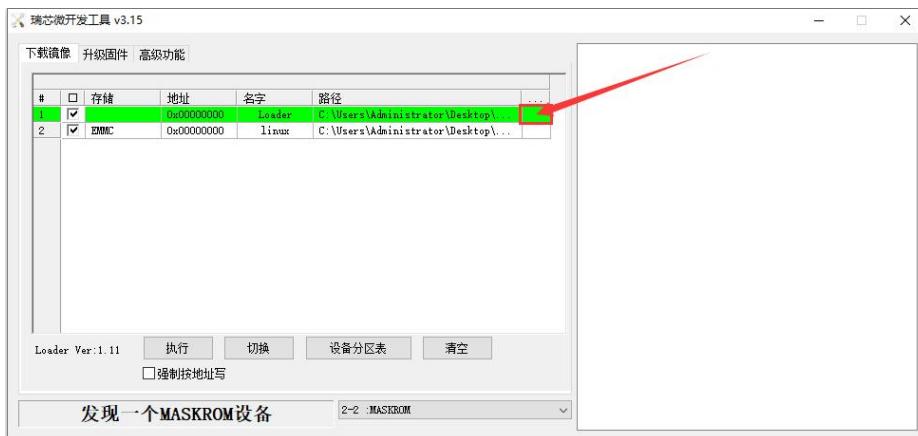 瑞芯微开发工具 v3.15
下载镜像 升级固件 高级功能
# 存储 地址 名字 路径 ...
1 0x00000000 Loader C:\Users\Administrator\Desktop\...
2 EMMC 0x00000000 linux C:\Users\Administrator\Desktop\...
Loader Ver:1.11 执行 切换 设备分区表 清空
强制按地址写
发现一个MASKROM设备 2-2 :MASKROM